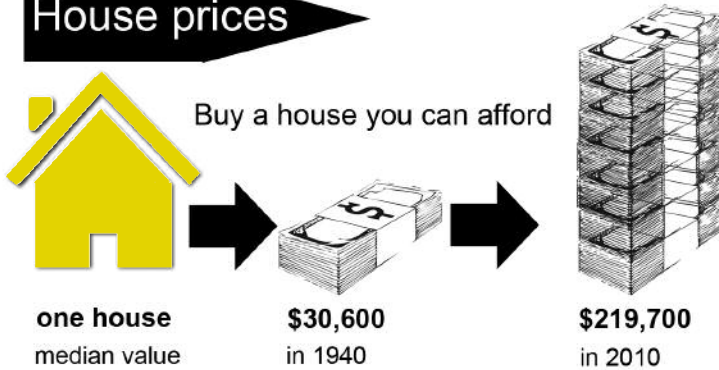 House prices
Buy a house you can afford
one house
median value
$30,600
in 1940
$219,700
in 2010